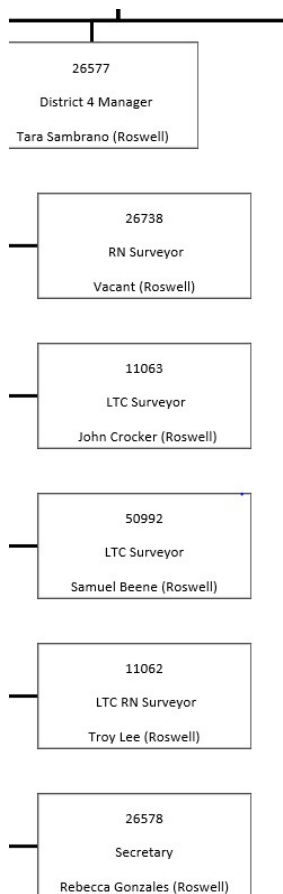 26577
District 4 Manager
Tara Sambrano (Roswell)
26738
RN Surveyor
Vacant (Roswell)
11063
LTC Surveyor
John Crocker (Roswell)
50992
LTC Surveyor
Samuel Beene (Roswell)
11062
LTC RN Surveyor
Troy Lee (Roswell)
26578
Secretary
Rebecca Gonzales (Roswell)